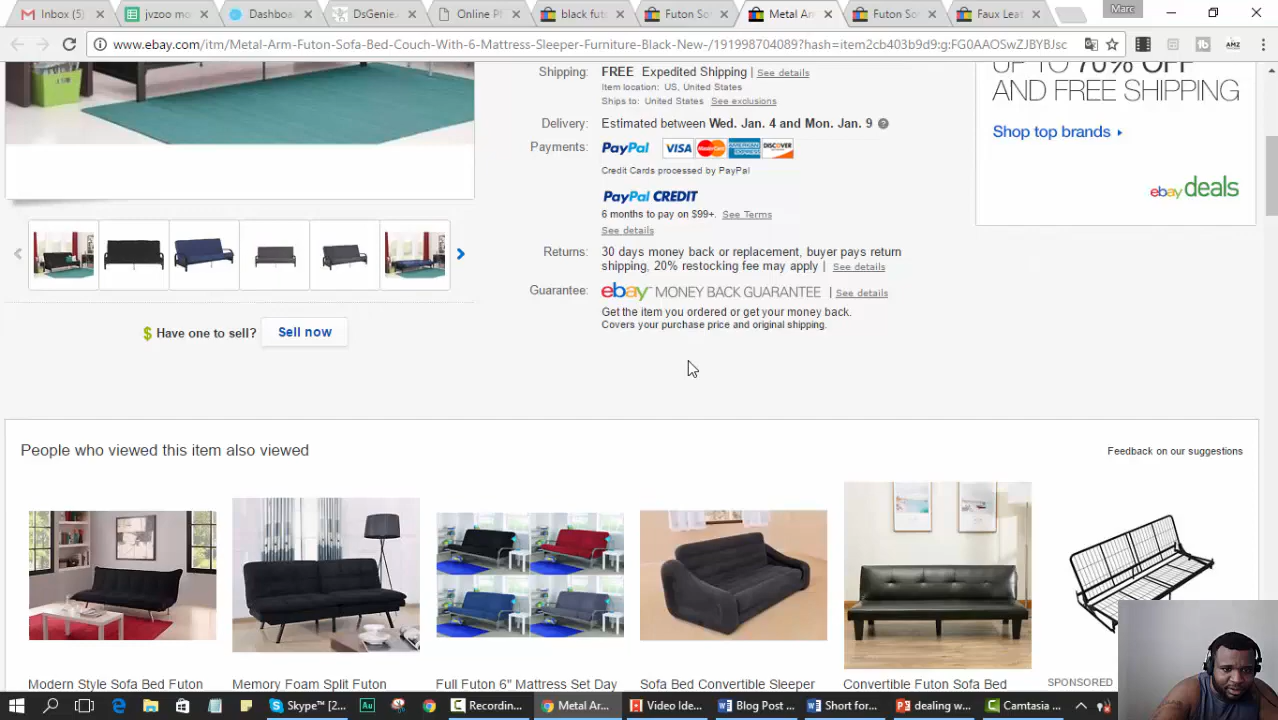 Inbox (5)
jvzoo mo
Dashboa
DsGenie
Online P
black fut
Futon So
Metal Ar
Futon So
Faux Lea
Marc
www.ebay.com/itm/Metal-Arm-Futon-Sofa-Bed-Couch-With-6-Mattress-Sleeper-Furniture-Black-New-/191998704089?hash=item2cb403b9d9:g:FG0AAOSwZJBYBJsc
Shipping: FREE Expedited Shipping | See details
Item location: US, United States
Ships to: United States See exclusions
Delivery: Estimated between Wed. Jan. 4 and Mon. Jan. 9
Payments: PayPal VISA MasterCard AMERICAN EXPRESS DISCOVER
Credit Cards processed by PayPal
PayPal CREDIT
6 months to pay on $99+. See Terms
See details
Returns: 30 days money back or replacement, buyer pays return
shipping, 20% restocking fee may apply | See details
Guarantee: ebay MONEY BACK GUARANTEE | See details
Get the item you ordered or get your money back.
Covers your purchase price and original shipping.
UP TO 70% OFF
AND FREE SHIPPING
Shop top brands
ebay deals
$ Have one to sell? Sell now
People who viewed this item also viewed
Feedback on our suggestions
Modern Style Sofa Bed Futon
Memory Foam Split Futon
Full Futon 6" Mattress Set Day
Sofa Bed Convertible Sleeper
Convertible Futon Sofa Bed
SPONSORED
Skype™ [2...
Recordin...
Metal Ar...
Video Ide...
Blog Post ...
Short for...
dealing w...
Camtasia ...